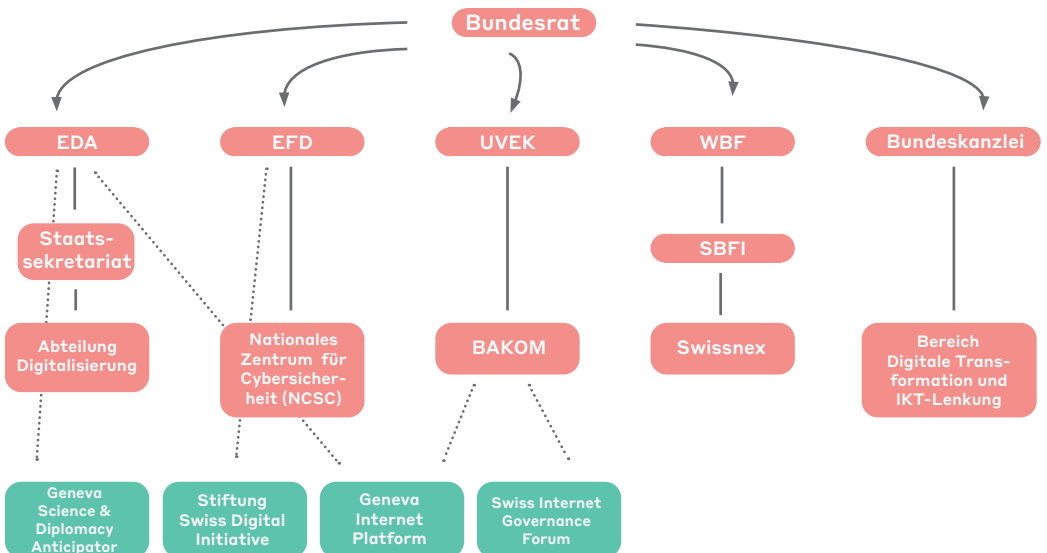 Bundesrat
EDA
EFD
UVEK
WBF
Bundeskanzlei
Staats-
sekretariat
SBFI
Abteilung
Digitalisierung
Nationales
Zentrum für
Cybersicher-
heit (NCSC)
BAKOM
Swissnex
Bereich
Digitale Trans-
formation und
IKT-Lenkung
Geneva
Science &
Diplomacy
Anticipator
Stiftung
Swiss Digital
Initiative
Geneva
Internet
Platform
Swiss Internet
Governance
Forum